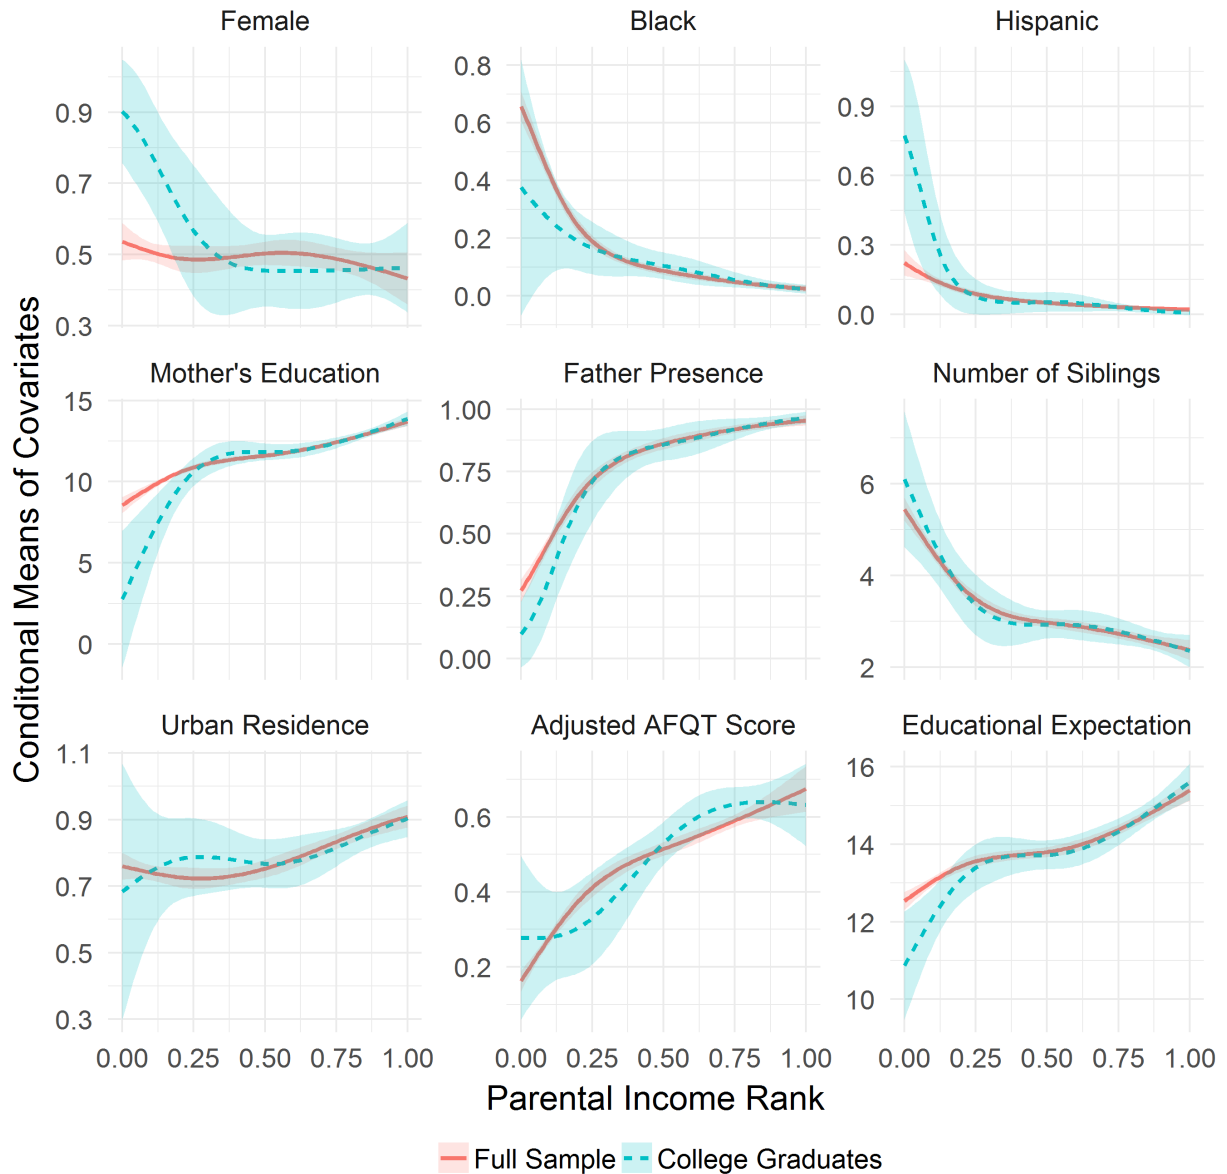 Female
Black
Hispanic
0.9
0.7
0.5
0.3
0.8
0.6
0.4
0.2
0.0
0.9
0.6
0.3
0.0
Conditonal Means of Covariates
Mother's Education
Father Presence
Number of Siblings
15
10
5
0
1.00
0.75
0.50
0.25
0.00
6
4
2
Urban Residence
Adjusted AFQT Score
Educational Expectation
1.1
0.9
0.7
0.5
0.3
0.6
0.4
0.2
16
14
12
10
0.00 0.25 0.50 0.75 1.00
0.00 0.25 0.50 0.75 1.00
0.00 0.25 0.50 0.75 1.00
Parental Income Rank
Full Sample College Graduates